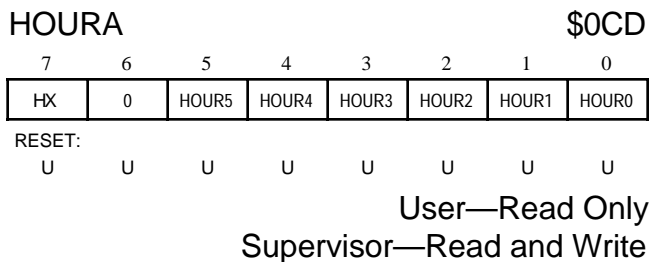 HOURA $0CD
7 6 5 4 3 2 1 0
HX 0 HOUR5 HOUR4 HOUR3 HOUR2 HOUR1 HOUR0
RESET:
U U U U U U U U
User—Read Only
Supervisor—Read and Write